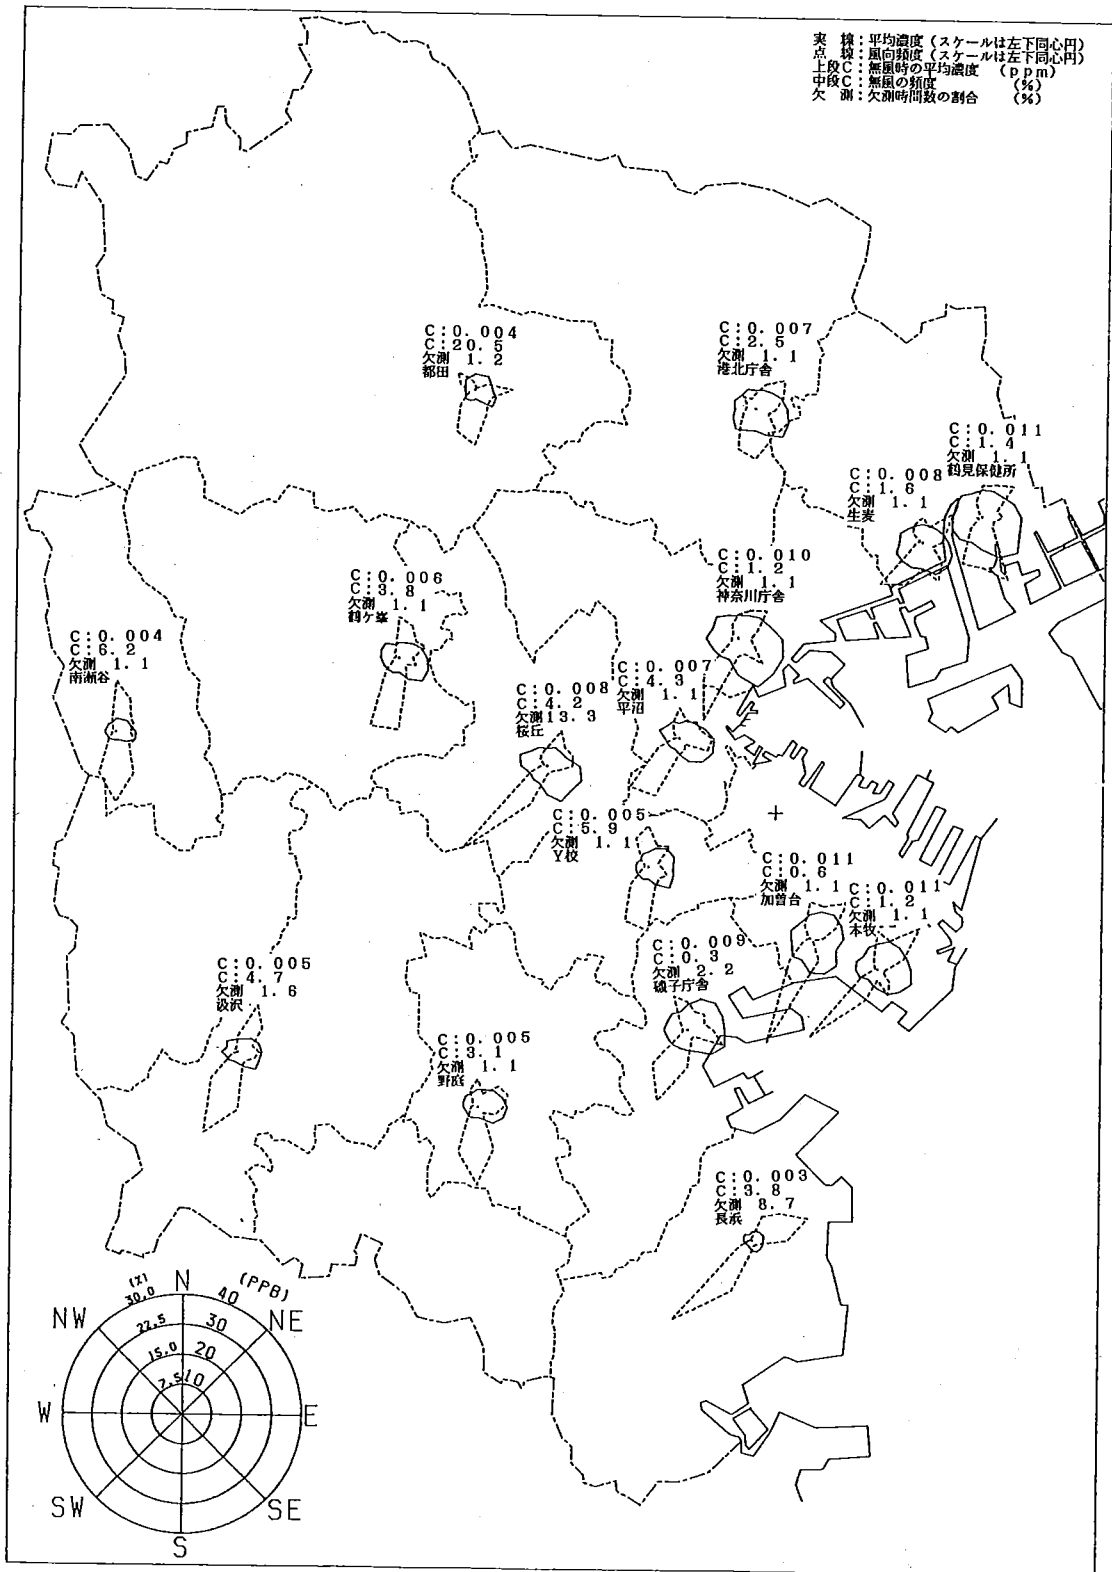 実 線：平均濃度（スケールは左下同心円）
点 線：風向頻度（スケールは左下同心円）
上段C：無風時の平均濃度 （ｐｐｍ）
中段C：無風の頻度 （％）
欠 測：欠測時間数の割合 （％）
C：0．004
C：20．5
欠測 1．2
都田
C：0．007
C：2．5
欠測 1．1
港北庁舎
C：0．011
C：1．4
欠測 1．1
鶴見保健所
C：0．008
C：1．6
欠測 1．1
生麦
C：0．010
C：1．2
欠測 1．1
神奈川庁舎
C：0．006
C：3．8
欠測 1．1
鶴ケ峯
C：0．004
C：6．2
欠測 1．1
南瀬谷
C：0．007
C：4．3
欠測 1．1
平沼
C：0．008
C：4．2
欠測13．3
桜丘
C：0．005
C：5．9
欠測 1．1
Y校
C：0．011
C：0．6
欠測 1．1
加曽台
C：0．011
C：1．2
欠測 1．1
本牧
C：0．009
C：0．3
欠測 2．2
磯子庁舎
C：0．005
C：4．7
欠測 1．6
汲沢
C：0．005
C：3．1
欠測 1．1
野庭
C：0．003
C：3．8
欠測 8．7
長浜
(%)
30.0
N
40
(PPB)
NW
22.5
30
NE
15.0
20
7.5
10
W
E
SW
SE
S